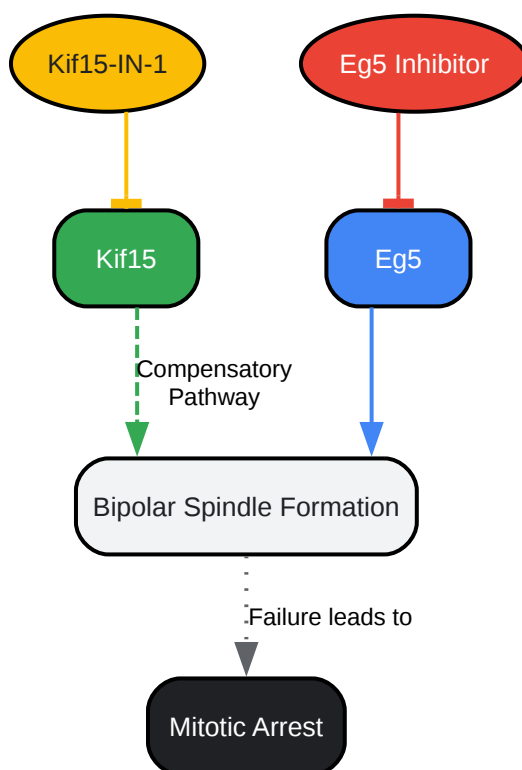 Kif15-IN-1
Eg5 Inhibitor
Kif15
Eg5
Compensatory
Pathway
Bipolar Spindle Formation
Failure leads to
Mitotic Arrest